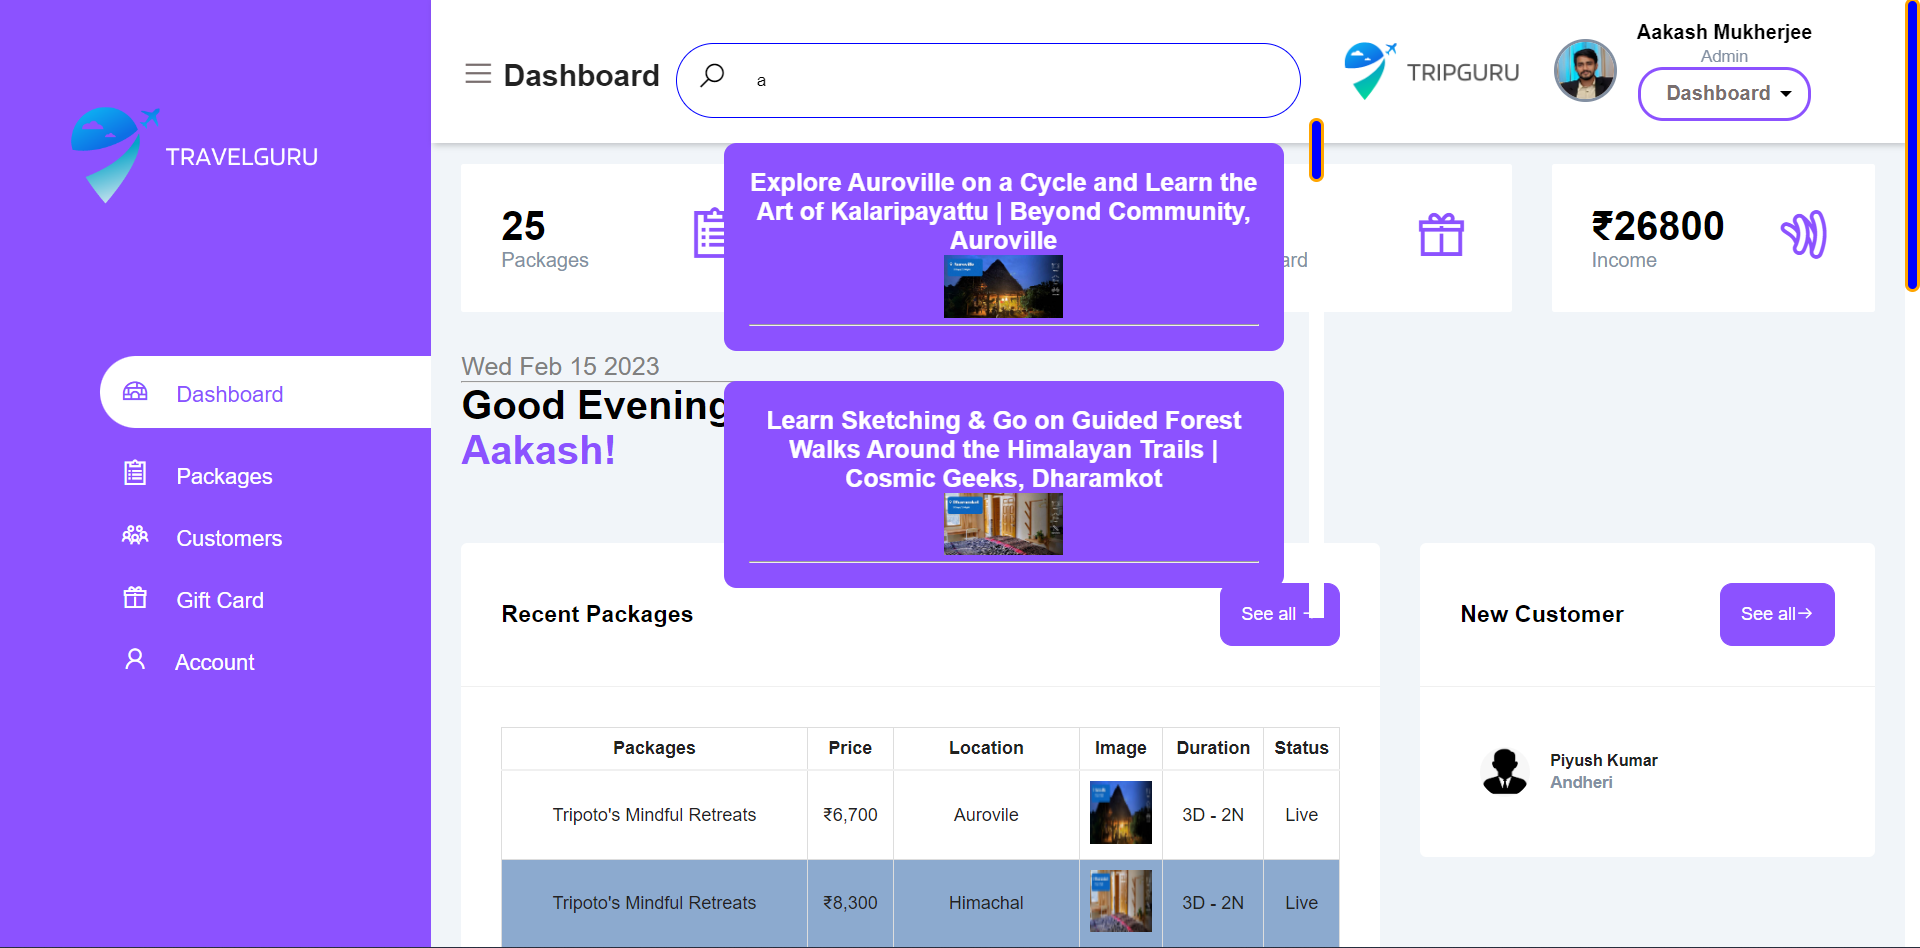 TRAVELGURU
Dashboard
Packages
Customers
Gift Card
Account
Dashboard
a
TRIPGURU
Aakash Mukherjee
Admin
Dashboard
25
Packages
Explore Auroville on a Cycle and Learn the
Art of Kalaripayattu | Beyond Community,
Auroville
ard
₹26800
Income
Wed Feb 15 2023
Good Evening
Aakash!
Learn Sketching & Go on Guided Forest
Walks Around the Himalayan Trails |
Cosmic Geeks, Dharamkot
Recent Packages
See all
New Customer
See all→
Packages Price Location Image Duration Status
Tripoto's Mindful Retreats ₹6,700 Aurovile 3D - 2N Live
Tripoto's Mindful Retreats ₹8,300 Himachal 3D - 2N Live
Piyush Kumar
Andheri